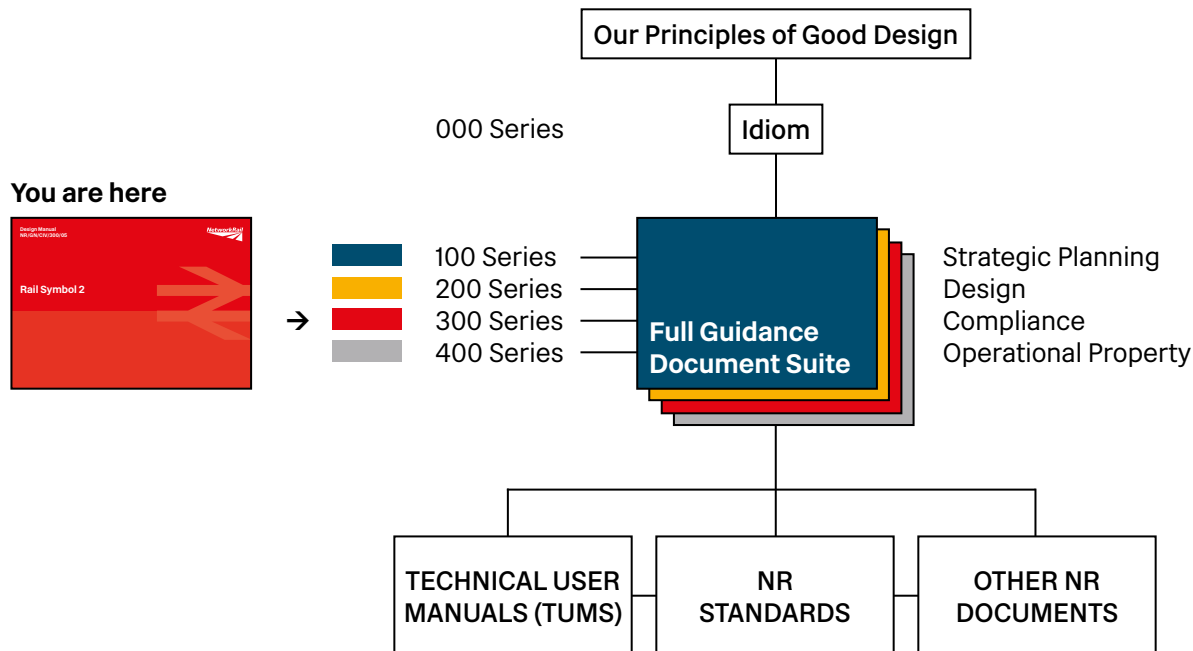 Our Principles of Good Design
000 Series
Idiom
You are here
Design Manual
NR/GN/CIV/300/05
NetworkRail
Rail Symbol 2
→
100 Series
200 Series
300 Series
400 Series
Full Guidance
Document Suite
Strategic Planning
Design
Compliance
Operational Property
TECHNICAL USER
MANUALS (TUMS)
NR
STANDARDS
OTHER NR
DOCUMENTS